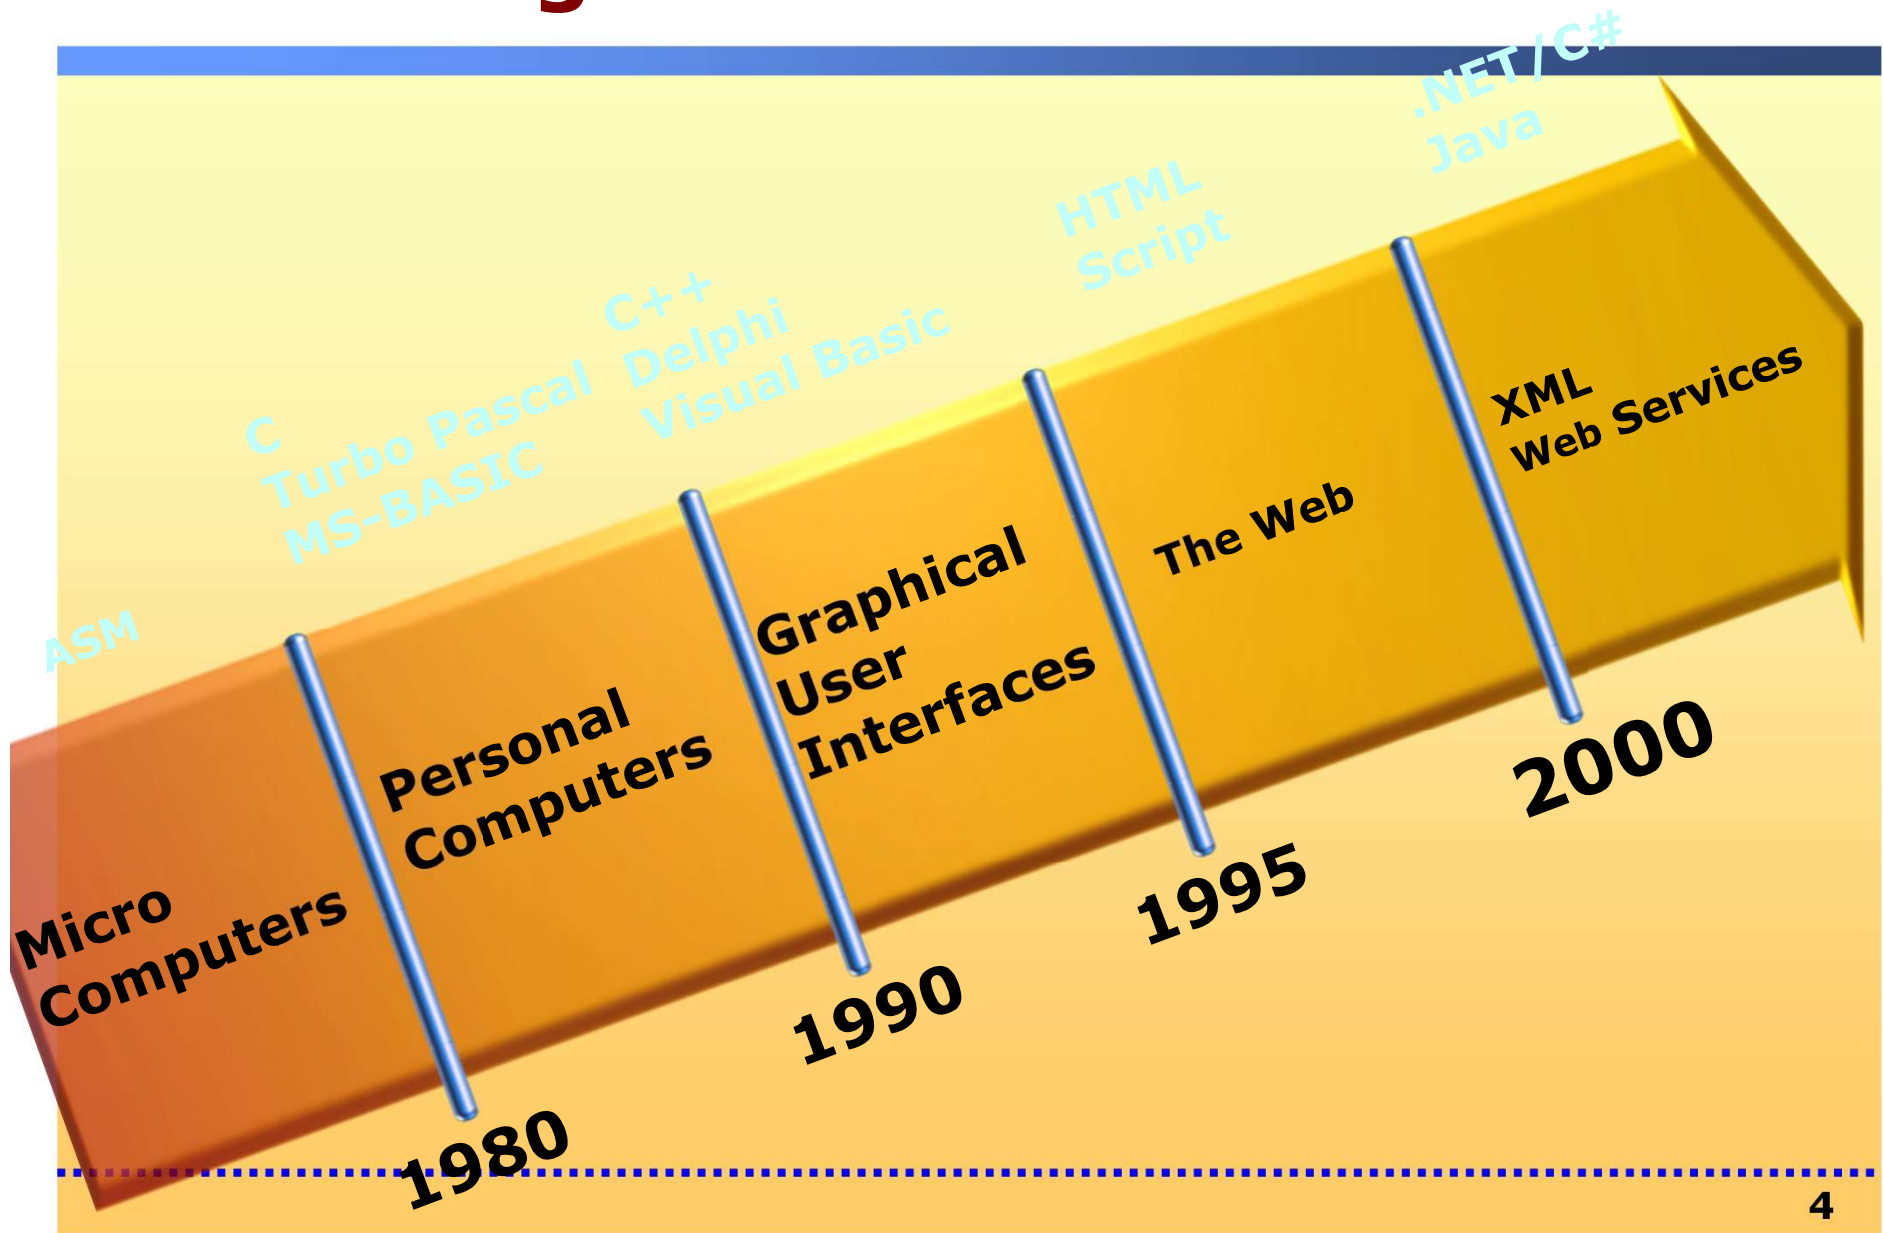 ASM
C
Turbo Pascal
MS-BASIC
C++
Delphi
Visual Basic
HTML
Script
.NET/C#
Java
Micro
Computers
Personal
Computers
Graphical
User
Interfaces
The Web
XML
Web Services
1980
1990
1995
2000
4